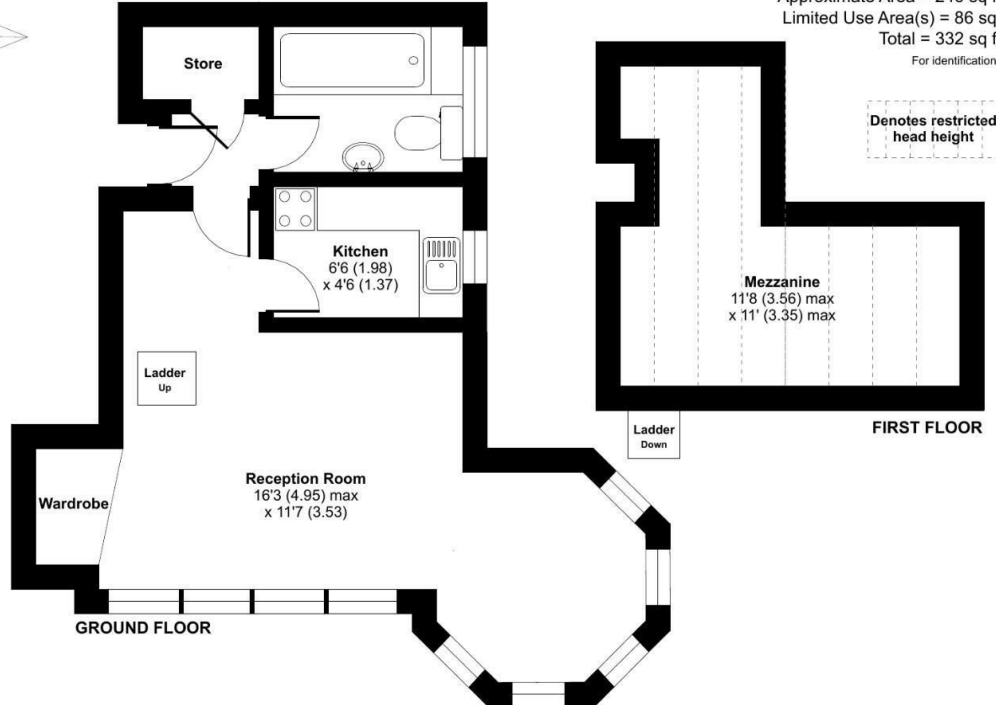 Limited Use Area(s) = 86 sq
Total = 332 sq f
For identification
Denotes restricted
head height
Store
Kitchen
6'6 (1.98)
x 4'6 (1.37)
Mezzanine
11'8 (3.56) max
x 11' (3.35) max
Ladder
Up
Ladder
Down
FIRST FLOOR
Wardrobe
Reception Room
16'3 (4.95) max
x 11'7 (3.53)
GROUND FLOOR